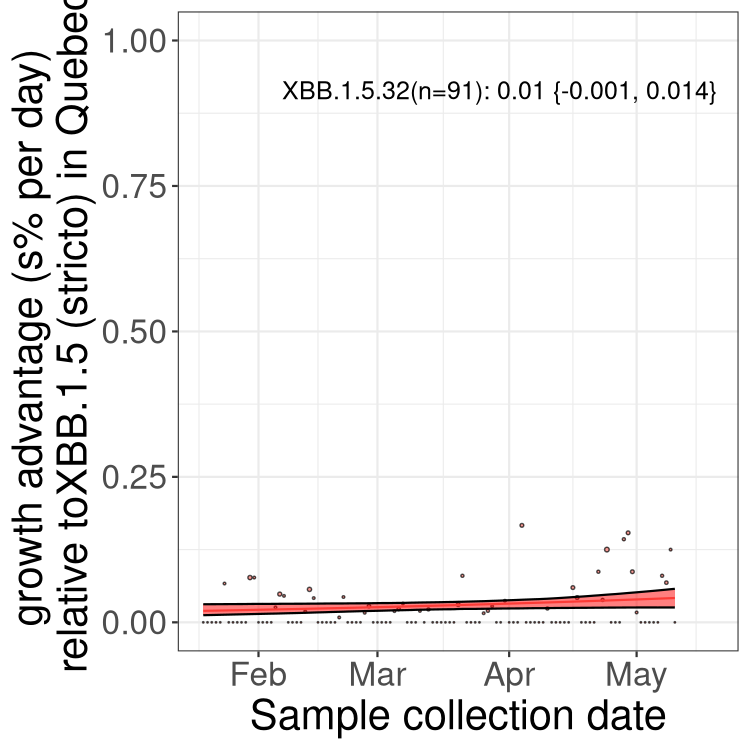 growth advantage (s% per day)
relative toXBB.1.5 (stricto) in Quebec
1.00
0.75
0.50
0.25
0.00
XBB.1.5.32(n=91): 0.01 {-0.001, 0.014}
Feb Mar Apr May
Sample collection date